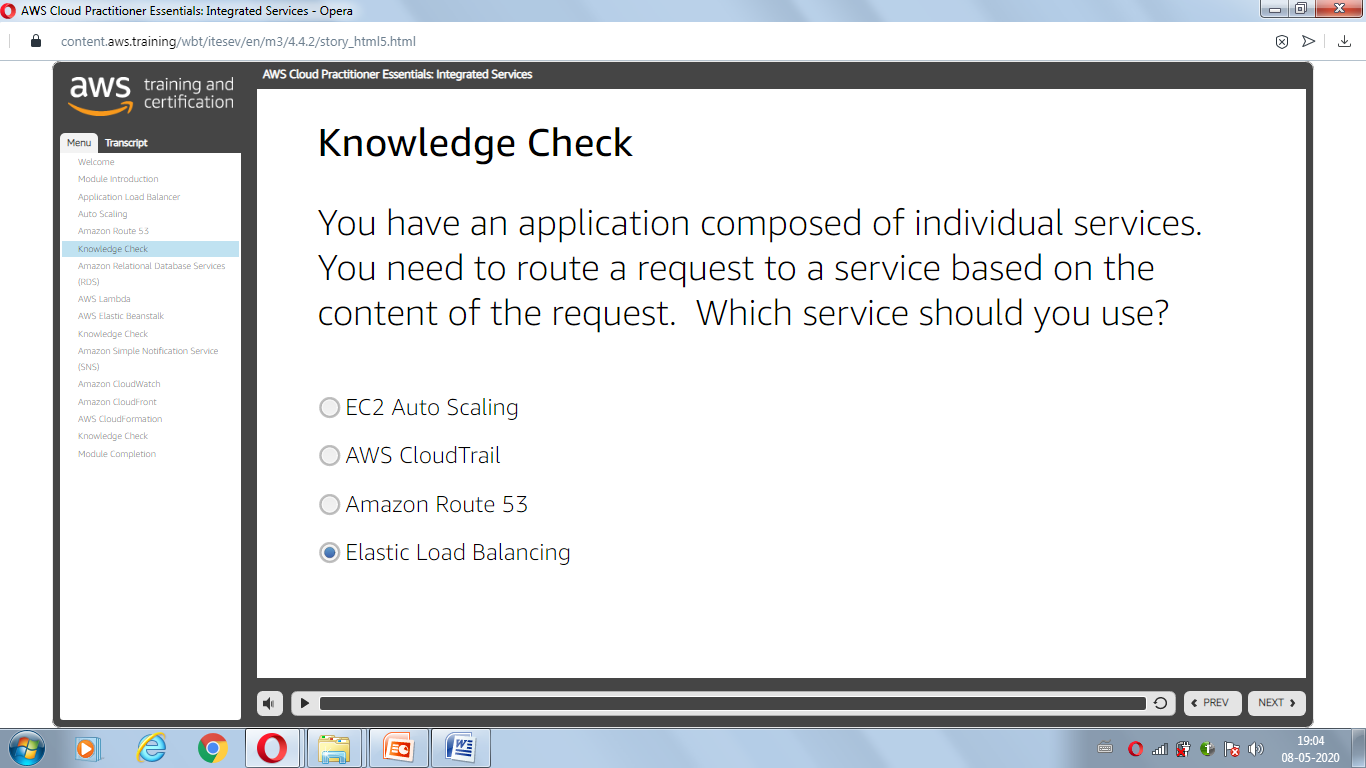 AWS Cloud Practitioner Essentials: Integrated Services - Opera
content.aws.training/wbt/itesev/en/m3/4.4.2/story_html5.html
aws training and
certification
AWS Cloud Practitioner Essentials: Integrated Services
Menu Transcript
Welcome
Module Introduction
Application Load Balancer
Auto Scaling
Amazon Route 53
Knowledge Check
Amazon Relational Database Services
(RDS)
AWS Lambda
AWS Elastic Beanstalk
Knowledge Check
Amazon Simple Notification Service
(SNS)
Amazon CloudWatch
Amazon CloudFront
AWS CloudFormation
Knowledge Check
Module Completion
Knowledge Check
You have an application composed of individual services.
You need to route a request to a service based on the
content of the request. Which service should you use?
EC2 Auto Scaling
AWS CloudTrail
Amazon Route 53
Elastic Load Balancing
PREV
NEXT
19:04
08-05-2020